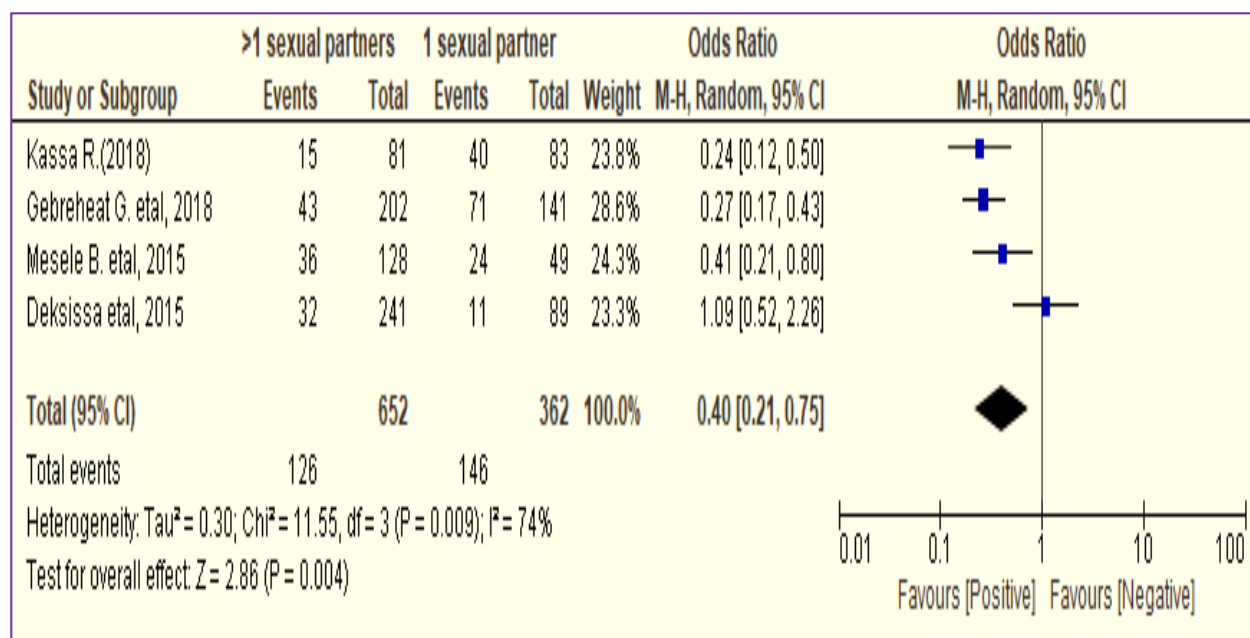 >1 sexual partners 1 sexual partner Odds Ratio Odds Ratio
Study or Subgroup Events Total Events Total Weight M-H, Random, 95% CI M-H, Random, 95% CI
Kassa R.(2018) 15 81 40 83 23.8% 0.24 [0.12, 0.50]
Gebreheat G. etal, 2018 43 202 71 141 28.6% 0.27 [0.17, 0.43]
Mesele B. etal, 2015 36 128 24 49 24.3% 0.41 [0.21, 0.80]
Deksissa etal, 2015 32 241 11 89 23.3% 1.09 [0.52, 2.26]
Total (95% CI) 652 362 100.0% 0.40 [0.21, 0.75]
Total events 126 146
Heterogeneity: Tau² = 0.30; Chi² = 11.55, df = 3 (P = 0.009); I² = 74%
Test for overall effect: Z = 2.86 (P = 0.004)
0.01 0.1 1 10 100
Favours [Positive] Favours [Negative]